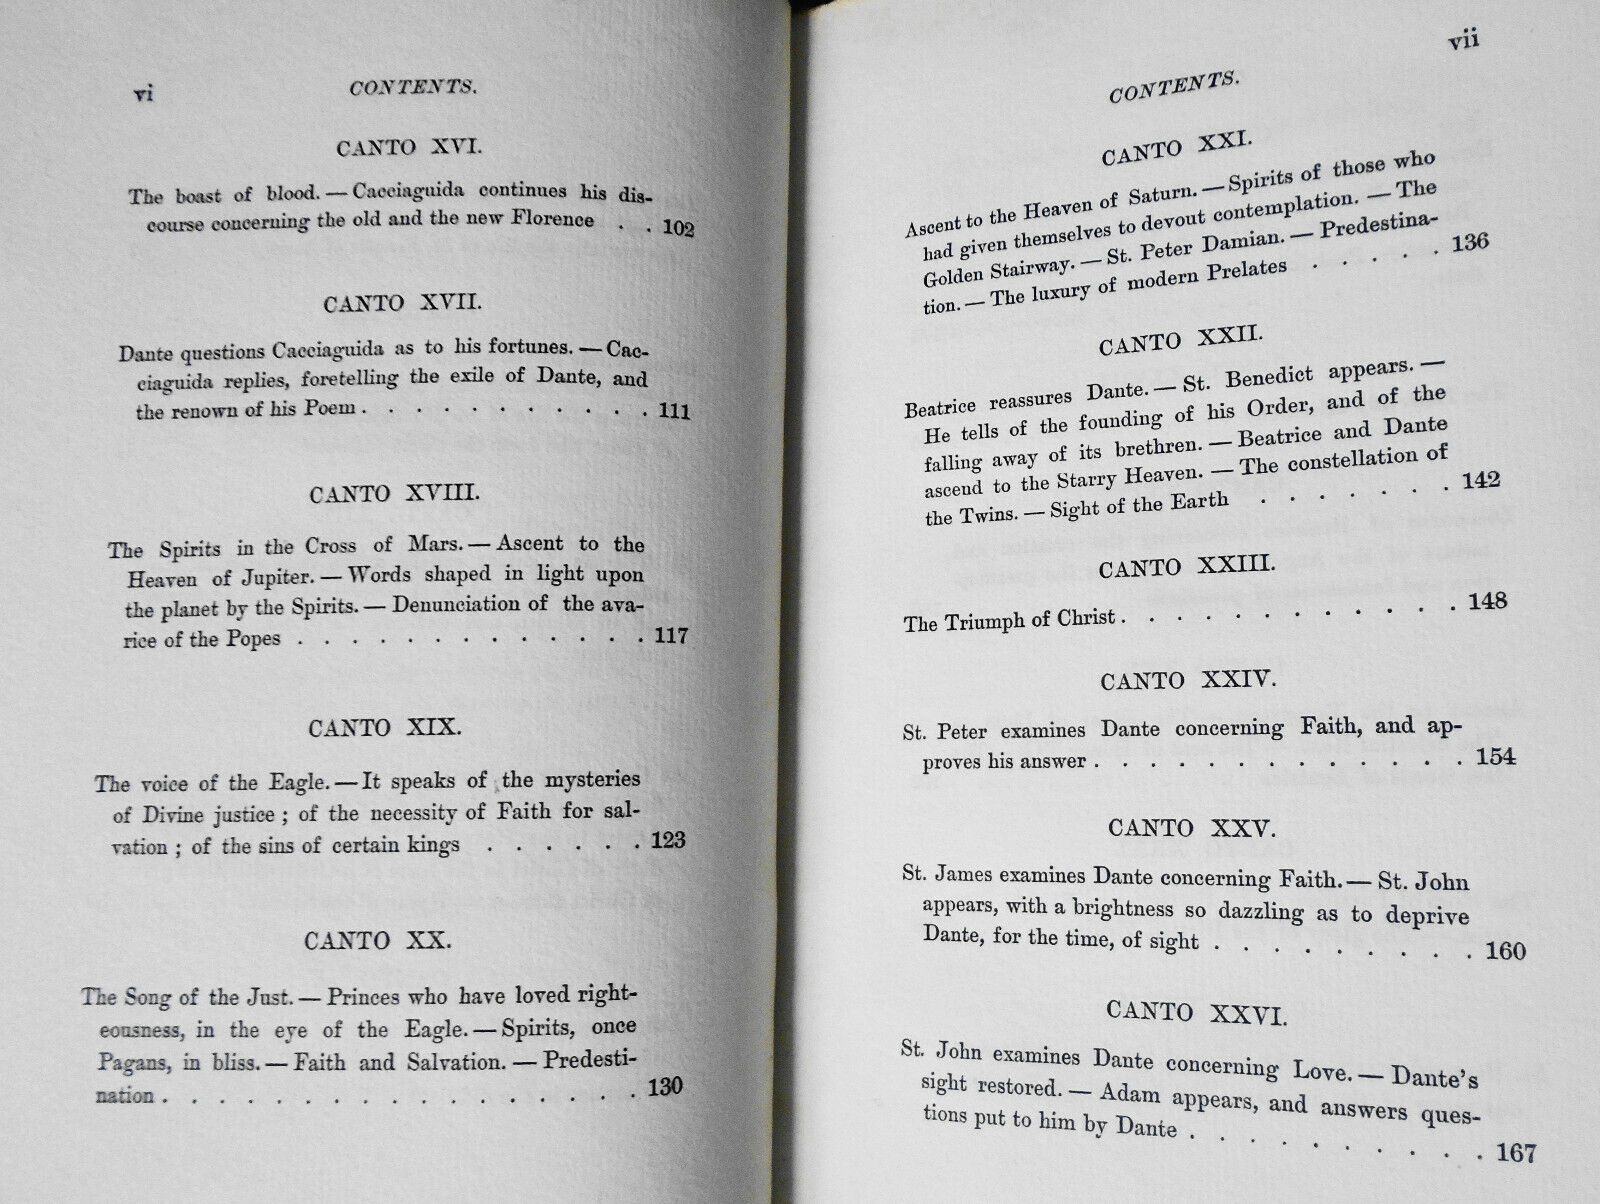 vi
CONTENTS.
CANTO XVI.
The boast of blood. — Cacciaguida continues his dis-
course concerning the old and the new Florence . . 102
CANTO XVII.
Dante questions Cacciaguida as to his fortunes. — Cac-
ciaguida replies, foretelling the exile of Dante, and
the renown of his Poem . . . . . . . . . . . 111
CANTO XVIII.
The Spirits in the Cross of Mars. — Ascent to the
Heaven of Jupiter. — Words shaped in light upon
the planet by the Spirits. — Denunciation of the ava-
rice of the Popes . . . . . . . . . . . . . 117
CANTO XIX.
The voice of the Eagle. — It speaks of the mysteries
of Divine justice ; of the necessity of Faith for sal-
vation ; of the sins of certain kings . . . . . . 123
CANTO XX.
The Song of the Just. — Princes who have loved right-
eousness, in the eye of the Eagle. — Spirits, once
Pagans, in bliss. — Faith and Salvation. — Predesti-
nation . . . . . . . . . . . . . . . . . 130
vii
CONTENTS.
CANTO XXI.
Ascent to the Heaven of Saturn. — Spirits of those who
had given themselves to devout contemplation. — The
Golden Stairway. — St. Peter Damian. — Predestina-
tion. — The luxury of modern Prelates . . . . . 136
CANTO XXII.
Beatrice reassures Dante. — St. Benedict appears. —
He tells of the founding of his Order, and of the
falling away of its brethren. — Beatrice and Dante
ascend to the Starry Heaven. — The constellation of
the Twins. — Sight of the Earth . . . . . . . 142
CANTO XXIII.
The Triumph of Christ . . . . . . . . . . . . 148
CANTO XXIV.
St. Peter examines Dante concerning Faith, and ap-
proves his answer . . . . . . . . . . . . . 154
CANTO XXV.
St. James examines Dante concerning Faith. — St. John
appears, with a brightness so dazzling as to deprive
Dante, for the time, of sight . . . . . . . . . 160
CANTO XXVI.
St. John examines Dante concerning Love. — Dante's
sight restored. — Adam appears, and answers ques-
tions put to him by Dante . . . . . . . . . . 167